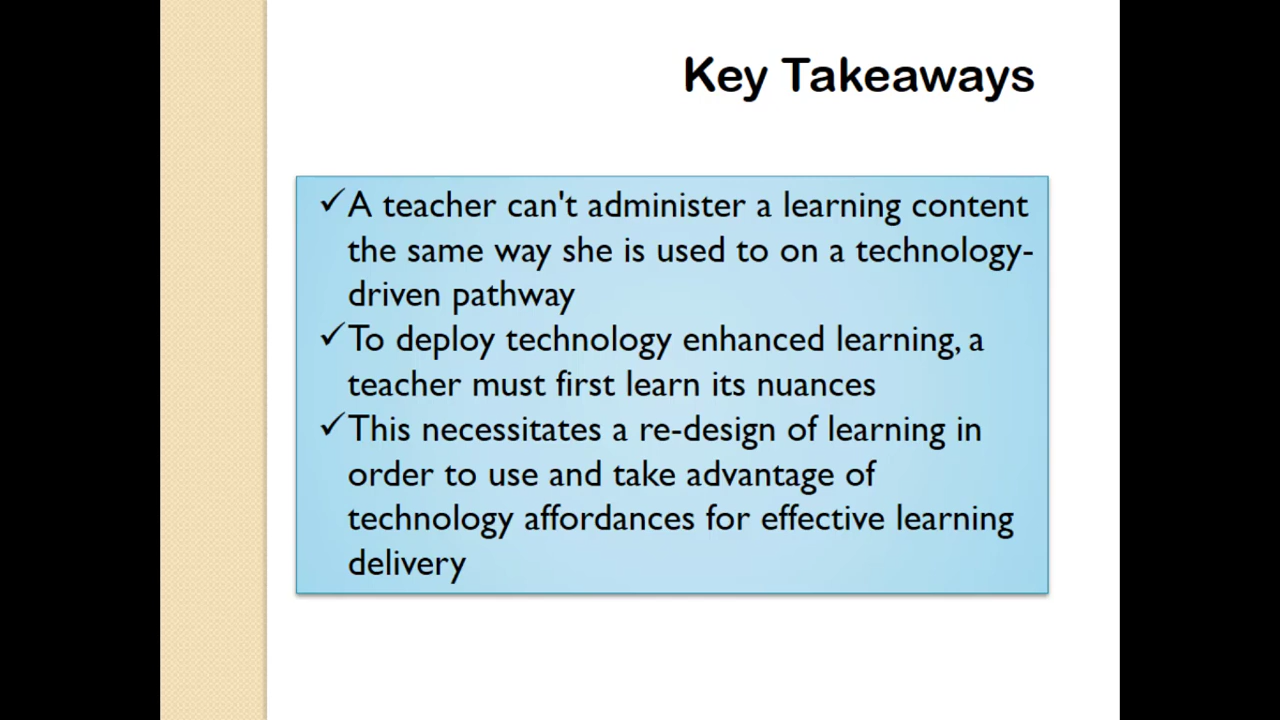 Key Takeaways
✓A teacher can't administer a learning content
the same way she is used to on a technology-
driven pathway
✓To deploy technology enhanced learning, a
teacher must first learn its nuances
✓This necessitates a re-design of learning in
order to use and take advantage of
technology affordances for effective learning
delivery